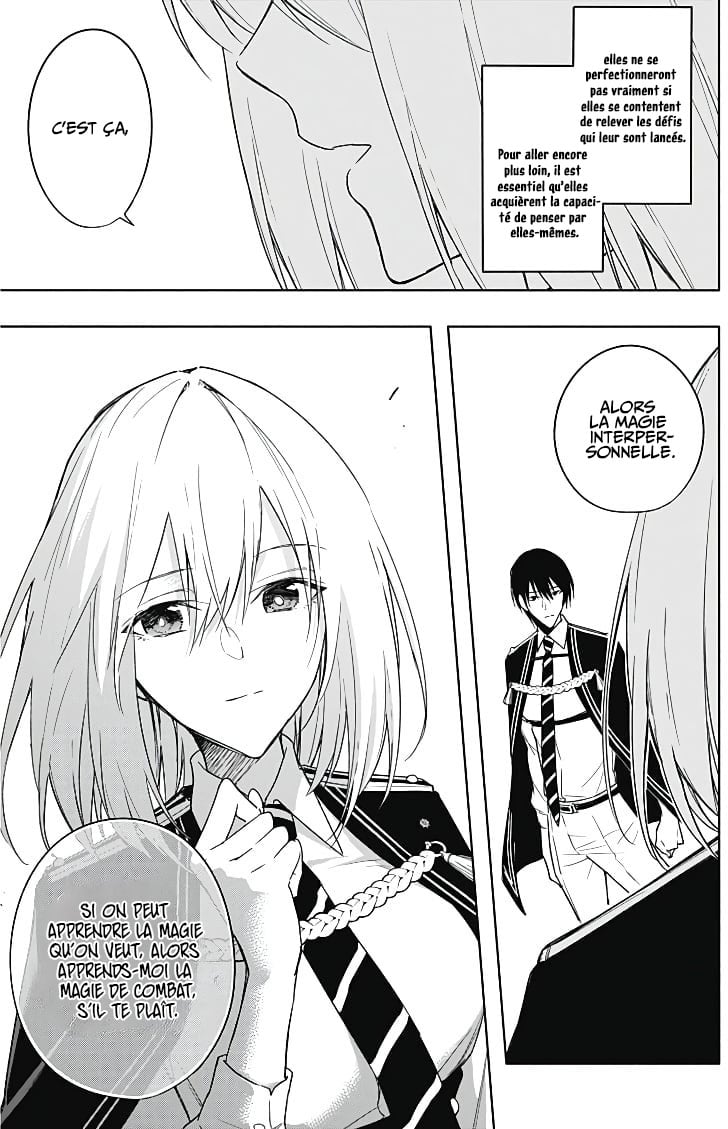 elles ne se
perfectionneront
pas vraiment si
elles se contentent
de relever les défis
qui leur sont lancés.
Pour aller encore
plus loin, il est
essentiel qu'elles
acquièrent la capaci-
té de penser par
elles-mêmes.
C'EST ÇA,
ALORS
LA MAGIE
INTERPER-
SONNELLE.
SI ON PEUT
APPRENDRE LA MAGIE
QU'ON VEUT, ALORS
APPRENDS-MOI LA
MAGIE DE COMBAT,
S'IL TE PLAÎT.